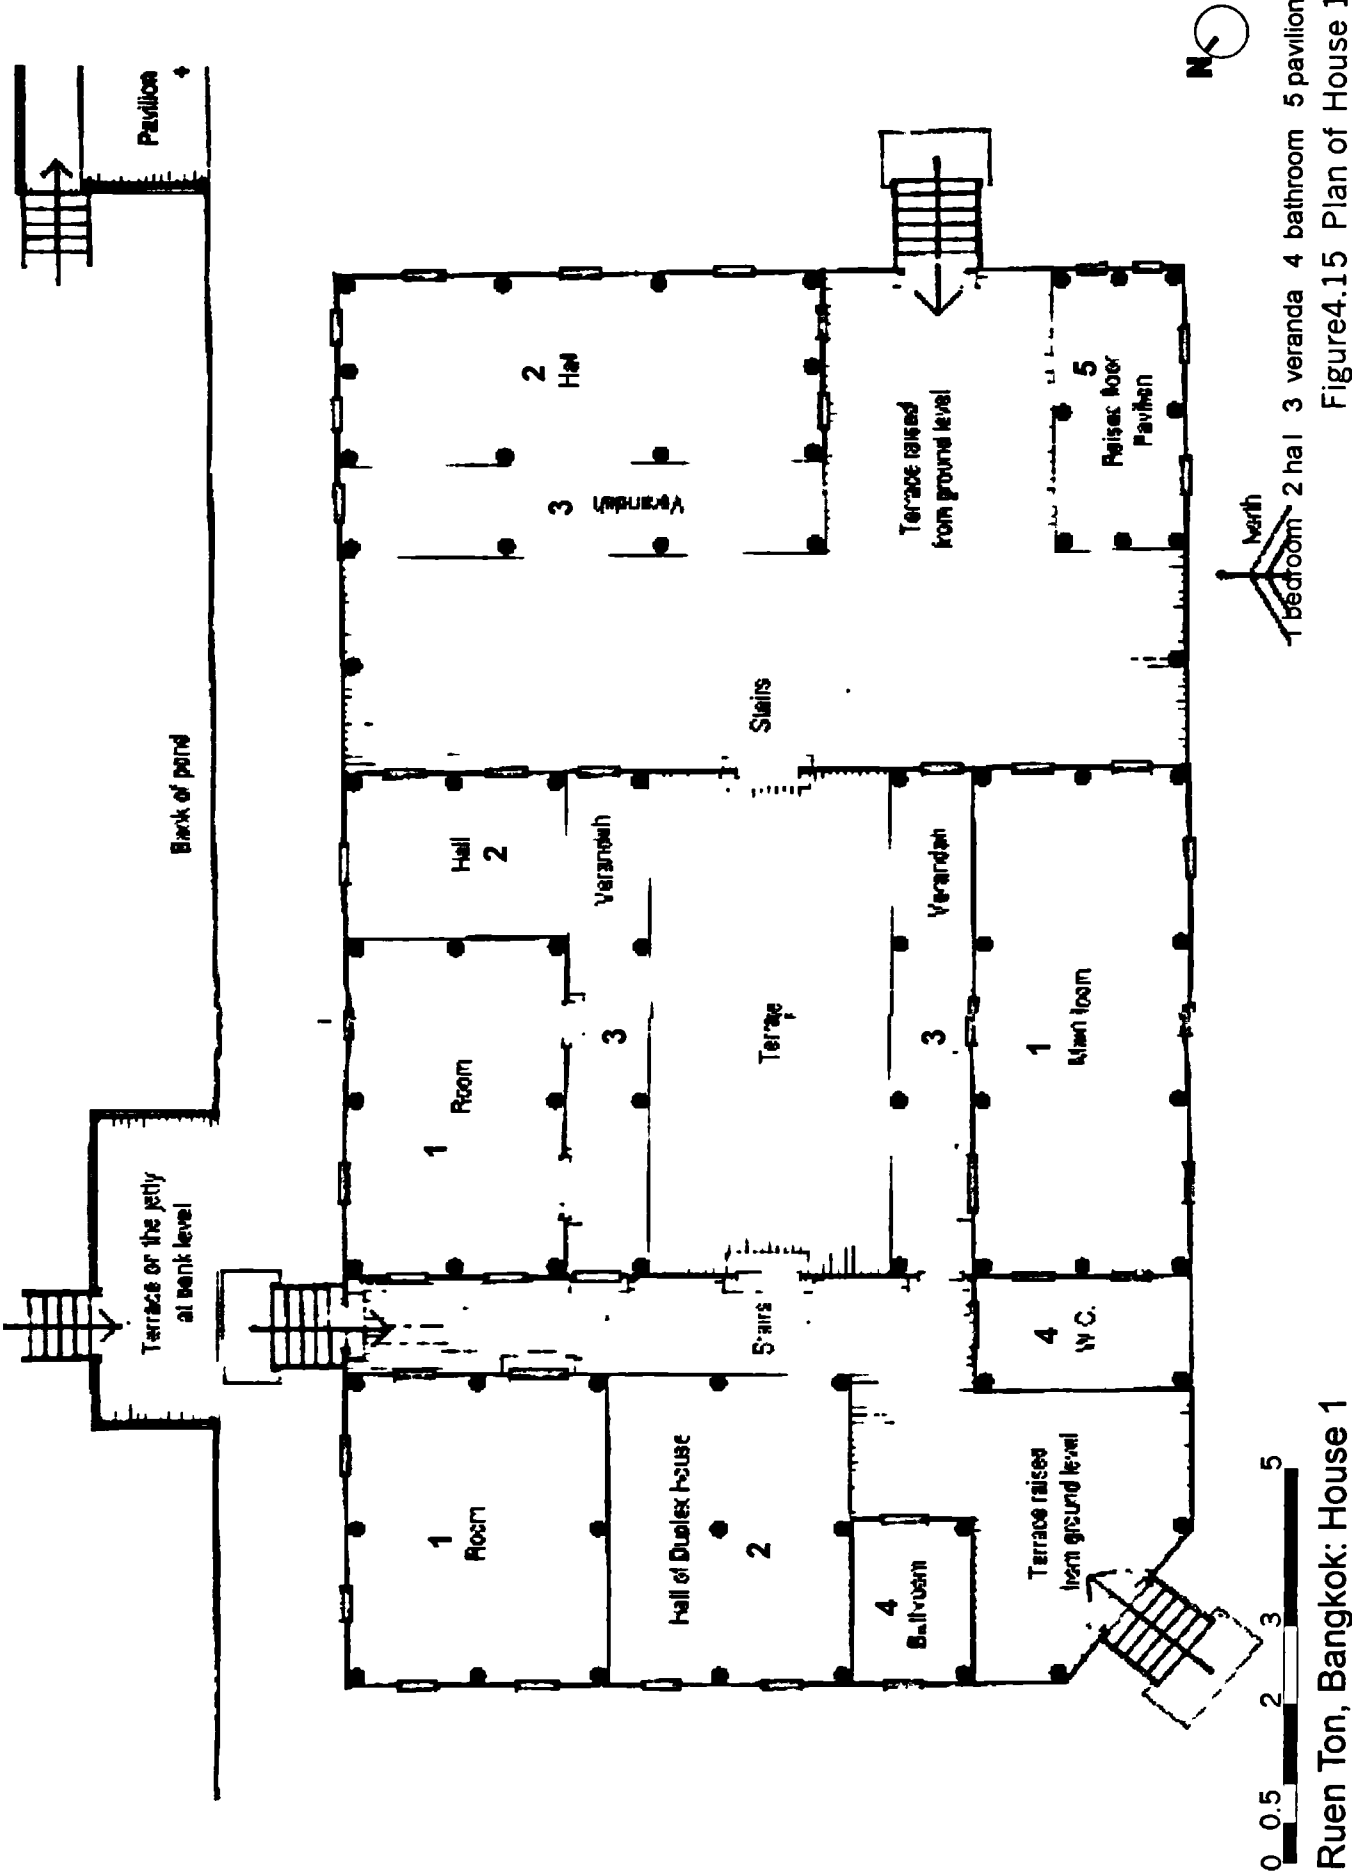 Pavilion
Bank of pond
Terrace or the jetty
at bank level
2
Hall
3
Verandah
Terrace raised
from ground level
5
Raised floor
Pavilion
Stairs
Hall
2
Verandah
1
Room
3
Terrace
Verandah
3
1
Main room
Stairs
4
W.C.
1
Room
Hall of Duplex house
2
4
Bathroom
Terrace raised
from ground level
N
North
0 0.5 2 3 5
1 bedroom 2 hal 3 veranda 4 bathroom 5 pavilion
Ruen Ton, Bangkok: House 1
Figure4.15 Plan of House 1